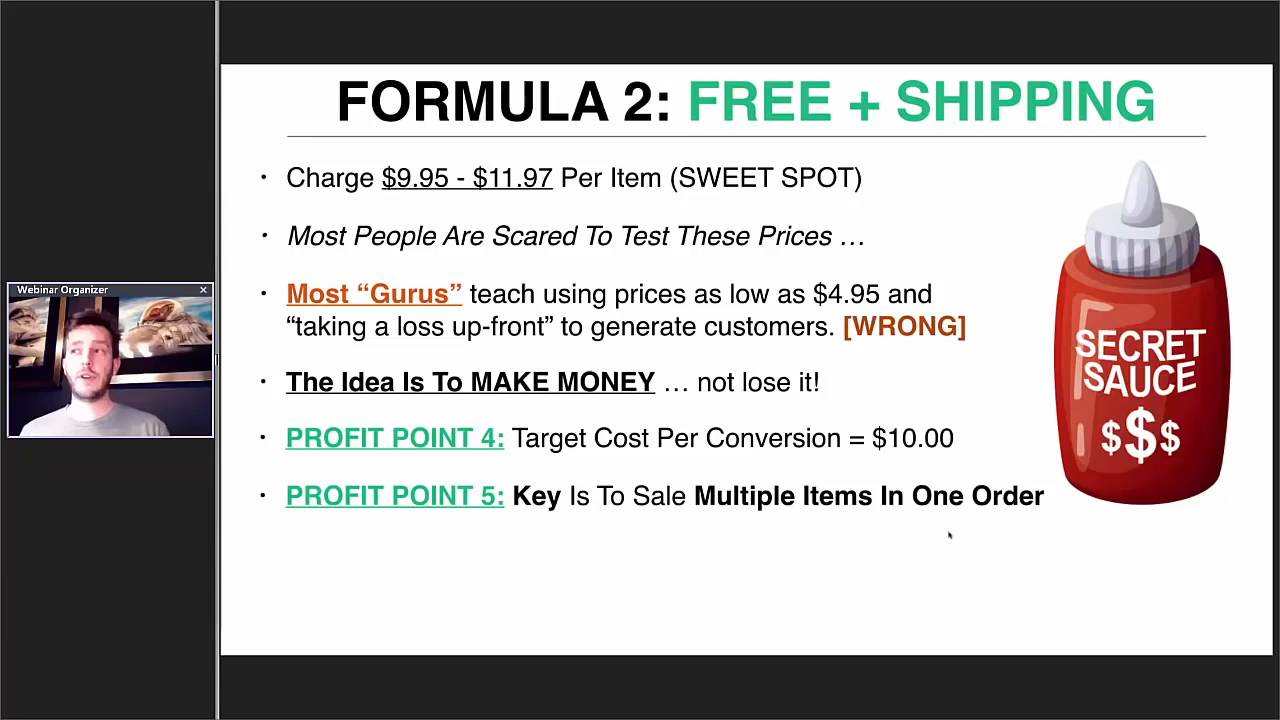 FORMULA 2: FREE + SHIPPING
• Charge $9.95 - $11.97 Per Item (SWEET SPOT)
• Most People Are Scared To Test These Prices …
• Most “Gurus” teach using prices as low as $4.95 and
“taking a loss up-front” to generate customers. [WRONG]
• The Idea Is To MAKE MONEY … not lose it!
• PROFIT POINT 4: Target Cost Per Conversion = $10.00
• PROFIT POINT 5: Key Is To Sale Multiple Items In One Order
SECRET
SAUCE
$$$
Webinar Organizer